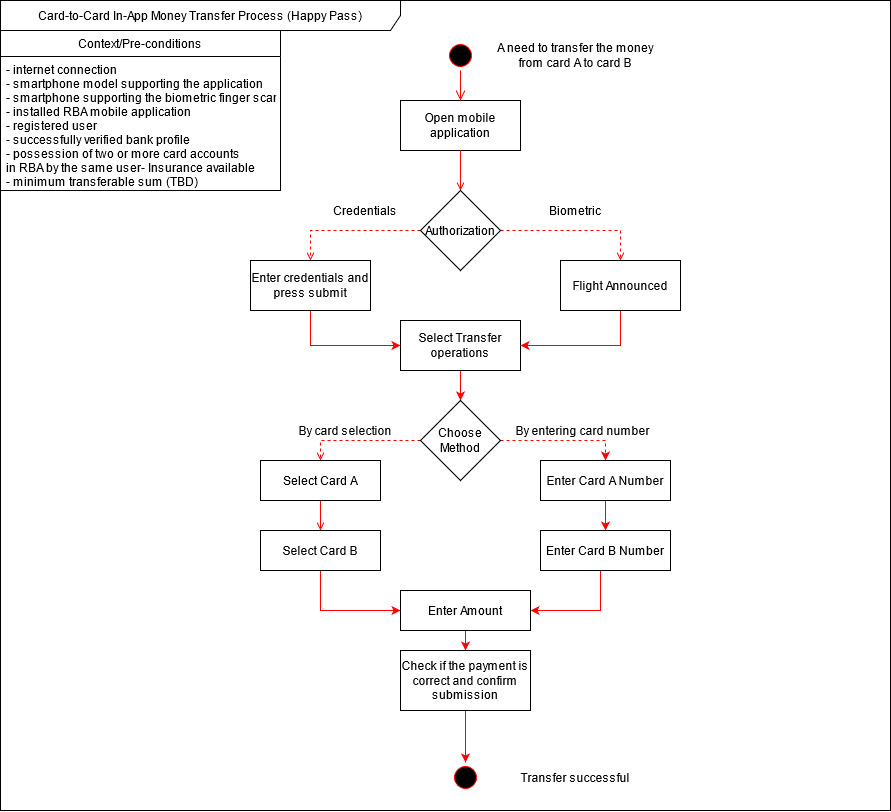 Card-to-Card In-App Money Transfer Process (Happy Pass)
Context/Pre-conditions
- internet connection
- smartphone model supporting the application
- smartphone supporting the biometric finger scan
- installed RBA mobile application
- registered user
- successfully verified bank profile
- possession of two or more card accounts
in RBA by the same user- Insurance available
- minimum transferable sum (TBD)
A need to transfer the money
from card A to card B
Open mobile
application
Credentials
Biometric
Authorization
Enter credentials and
press submit
Flight Announced
Select Transfer
operations
By card selection
By entering card number
Choose
Method
Select Card A
Enter Card A Number
Select Card B
Enter Card B Number
Enter Amount
Check if the payment is
correct and confirm
submission
Transfer successful